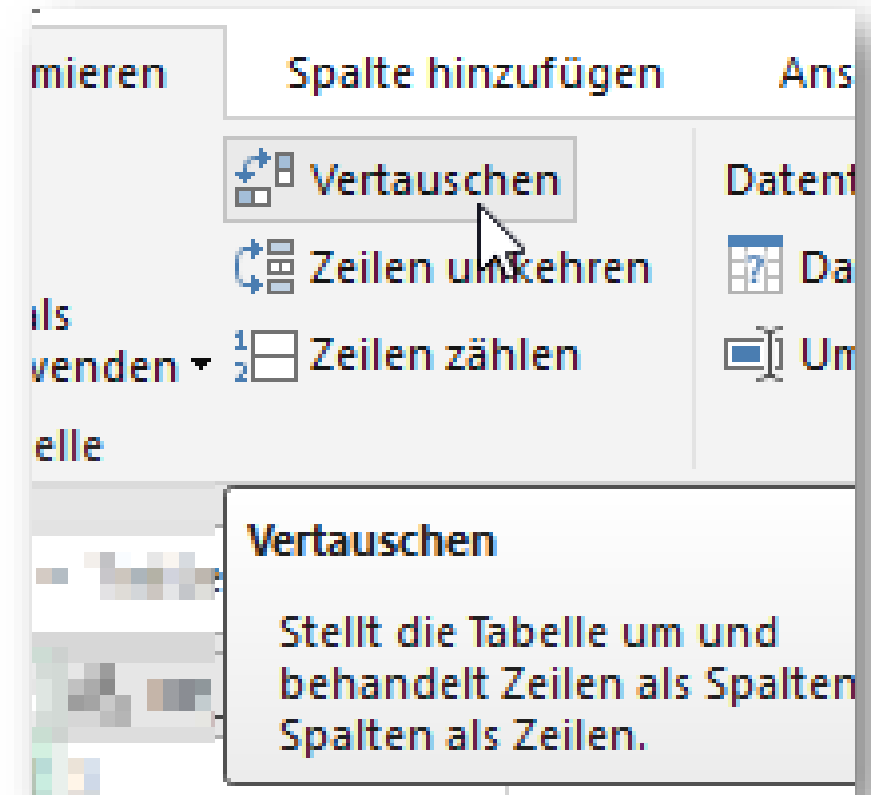 mieren Spalte hinzufügen Ans
Vertauschen Datent
Zeilen umkehren Da
als
wenden Zeilen zählen Um
elle
Vertauschen
Stellt die Tabelle um und
behandelt Zeilen als Spalten
Spalten als Zeilen.